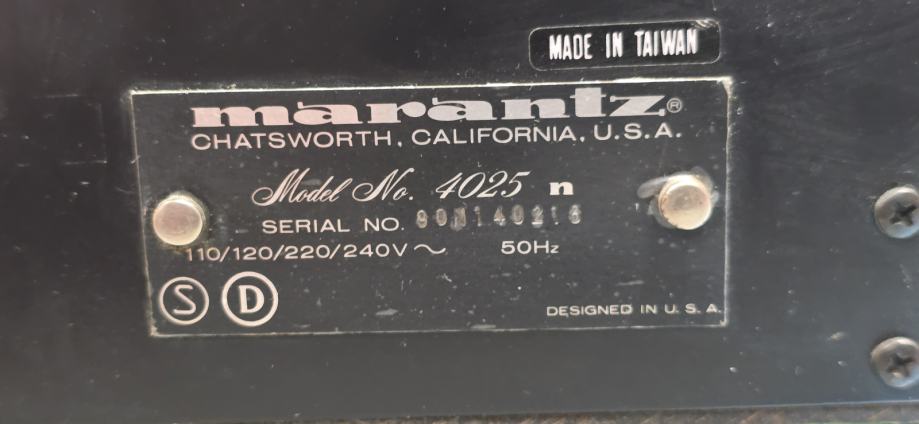 MADE IN TAIWAN
marantz®
CHATSWORTH, CALIFORNIA, U.S.A.
Model No. 4025 n
SERIAL NO.
110/120/220/240V ~ 50Hz
S D
DESIGNED IN U. S. A.